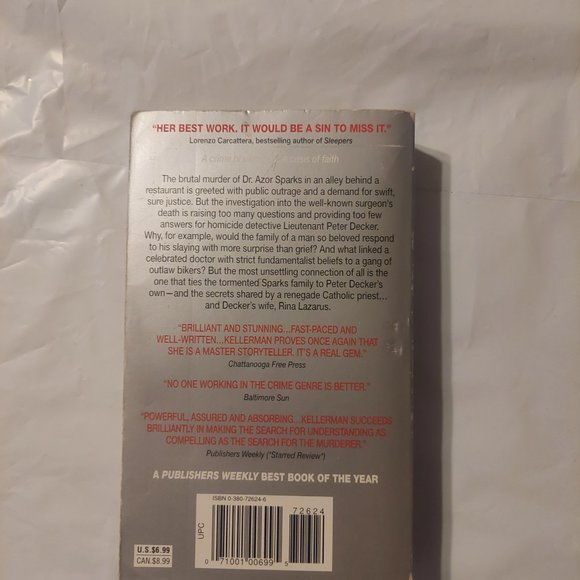 "HER BEST WORK. IT WOULD BE A SIN TO MISS IT."
Lorenzo Carcattera, bestselling author of Sleepers
A crime of faith
The brutal murder of Dr. Azor Sparks in an alley behind a
restaurant is greeted with public outrage and a demand for swift,
sure justice. But the investigation into the well-known surgeon's
death is raising too many questions and providing too few
answers for homicide detective Lieutenant Peter Decker.
Why, for example, would the family of a man so beloved respond
to his slaying with more surprise than grief? And what linked a
celebrated doctor with strict fundamentalist beliefs to a gang of
outlaw bikers? But the most unsettling connection of all is the
one that ties the tormented Sparks family to Peter Decker's
own—and the secrets shared by a renegade Catholic priest...
and Decker's wife, Rina Lazarus.
"BRILLIANT AND STUNNING...FAST-PACED AND
WELL-WRITTEN...KELLERMAN PROVES ONCE AGAIN THAT
SHE IS A MASTER STORYTELLER. IT'S A REAL GEM."
Chattanooga Free Press
"NO ONE WORKING IN THE CRIME GENRE IS BETTER."
Baltimore Sun
"POWERFUL, ASSURED AND ABSORBING...KELLERMAN SUCCEEDS
BRILLIANTLY IN MAKING THE SEARCH FOR UNDERSTANDING AS
COMPELLING AS THE SEARCH FOR THE MURDERER."
Publishers Weekly (*Starred Review*)
A PUBLISHERS WEEKLY BEST BOOK OF THE YEAR
ISBN 0-380-72624-6
72624
UPC
U.S.$6.99
CAN.$8.99
0 71001 00699 5